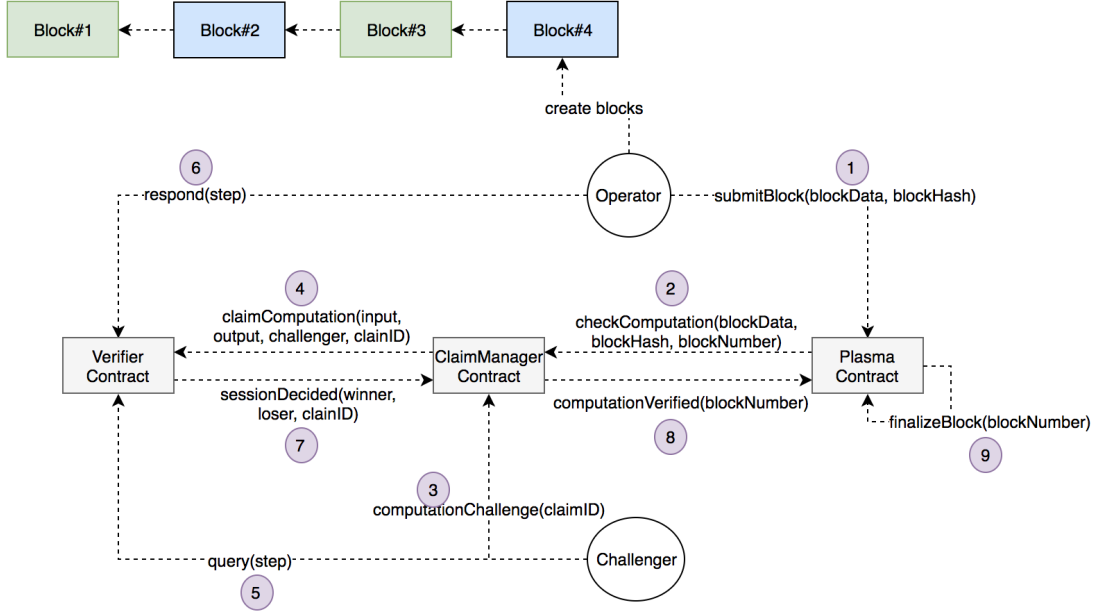 Block#1
Block#2
Block#3
Block#4
create blocks
6
1
respond(step)
Operator
submitBlock(blockData, blockHash)
4
2
claimComputation(input,
output, challenger, clainID)
checkComputation(blockData,
blockHash, blockNumber)
Verifier
Contract
ClaimManager
Contract
Plasma
Contract
sessionDecided(winner,
loser, clainID)
computationVerified(blockNumber)
finalizeBlock(blockNumber)
7
8
9
3
computationChallenge(claimID)
query(step)
Challenger
5